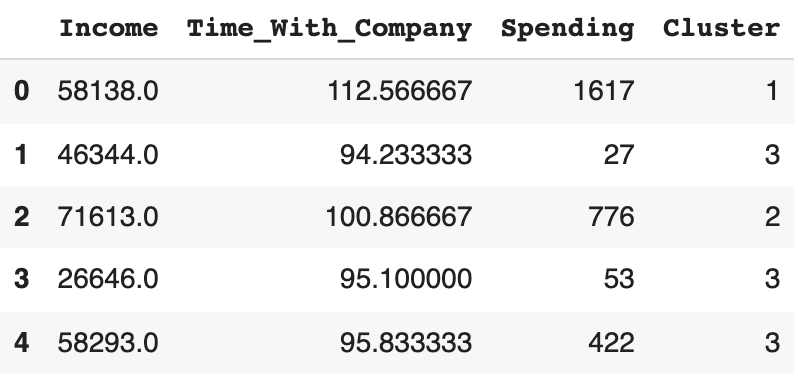 Income Time_With_Company Spending Cluster
0 58138.0 112.566667 1617 1
1 46344.0 94.233333 27 3
2 71613.0 100.866667 776 2
3 26646.0 95.100000 53 3
4 58293.0 95.833333 422 3